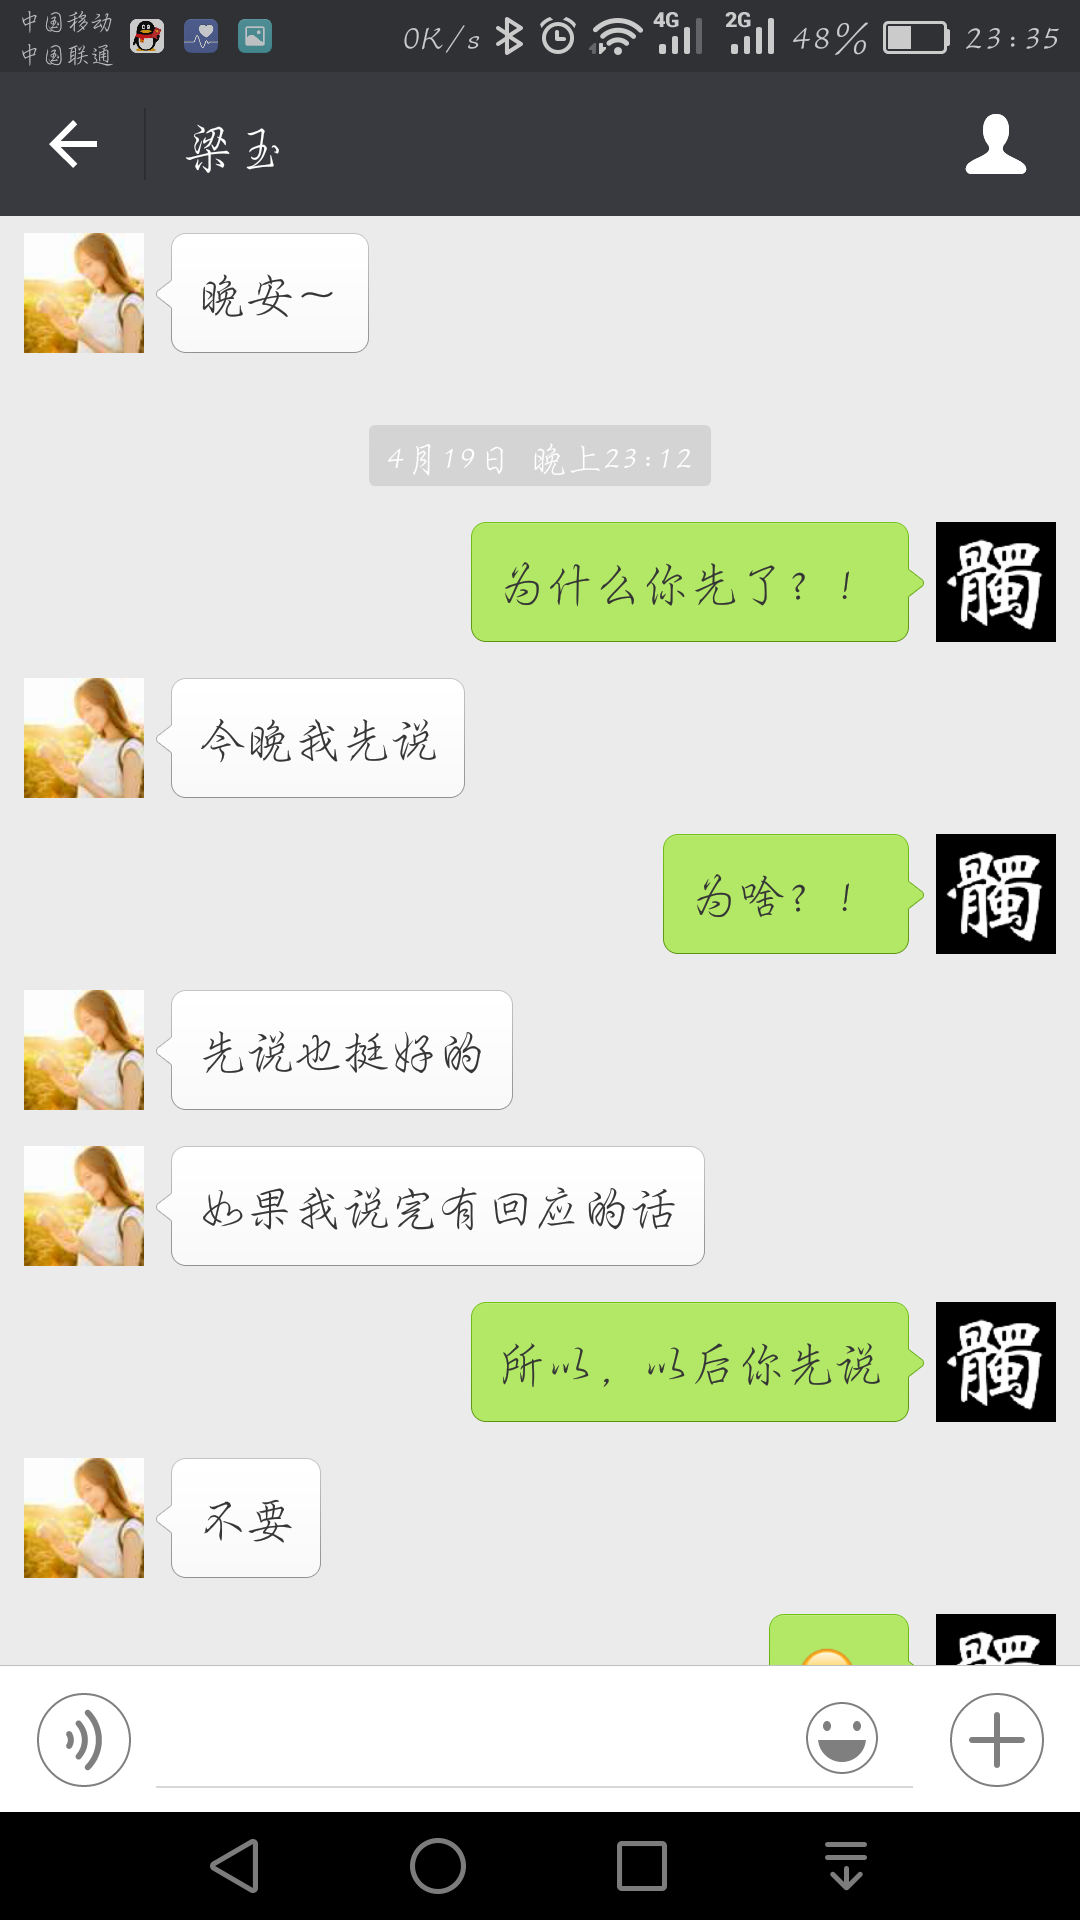 中国移动
中国联通
0K/s 4G 2G 48% 23:35
梁玉
晚安~
4月19日 晚上23:12
为什么你先了?!
髑
今晚我先说
为啥?!
髑
先说也挺好的
如果我说完有回应的话
所以，以后你先说
髑
不要